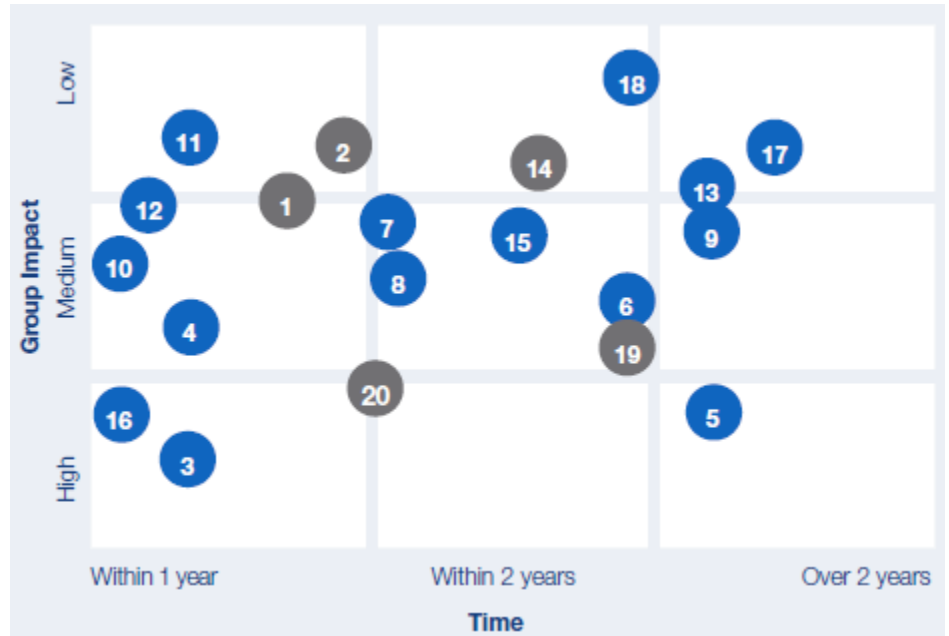 Group Impact
Low
Medium
High
18
11
2
17
14
13
1
12
7
15
9
10
8
6
4
19
20
16
5
3
Within 1 year
Within 2 years
Over 2 years
Time